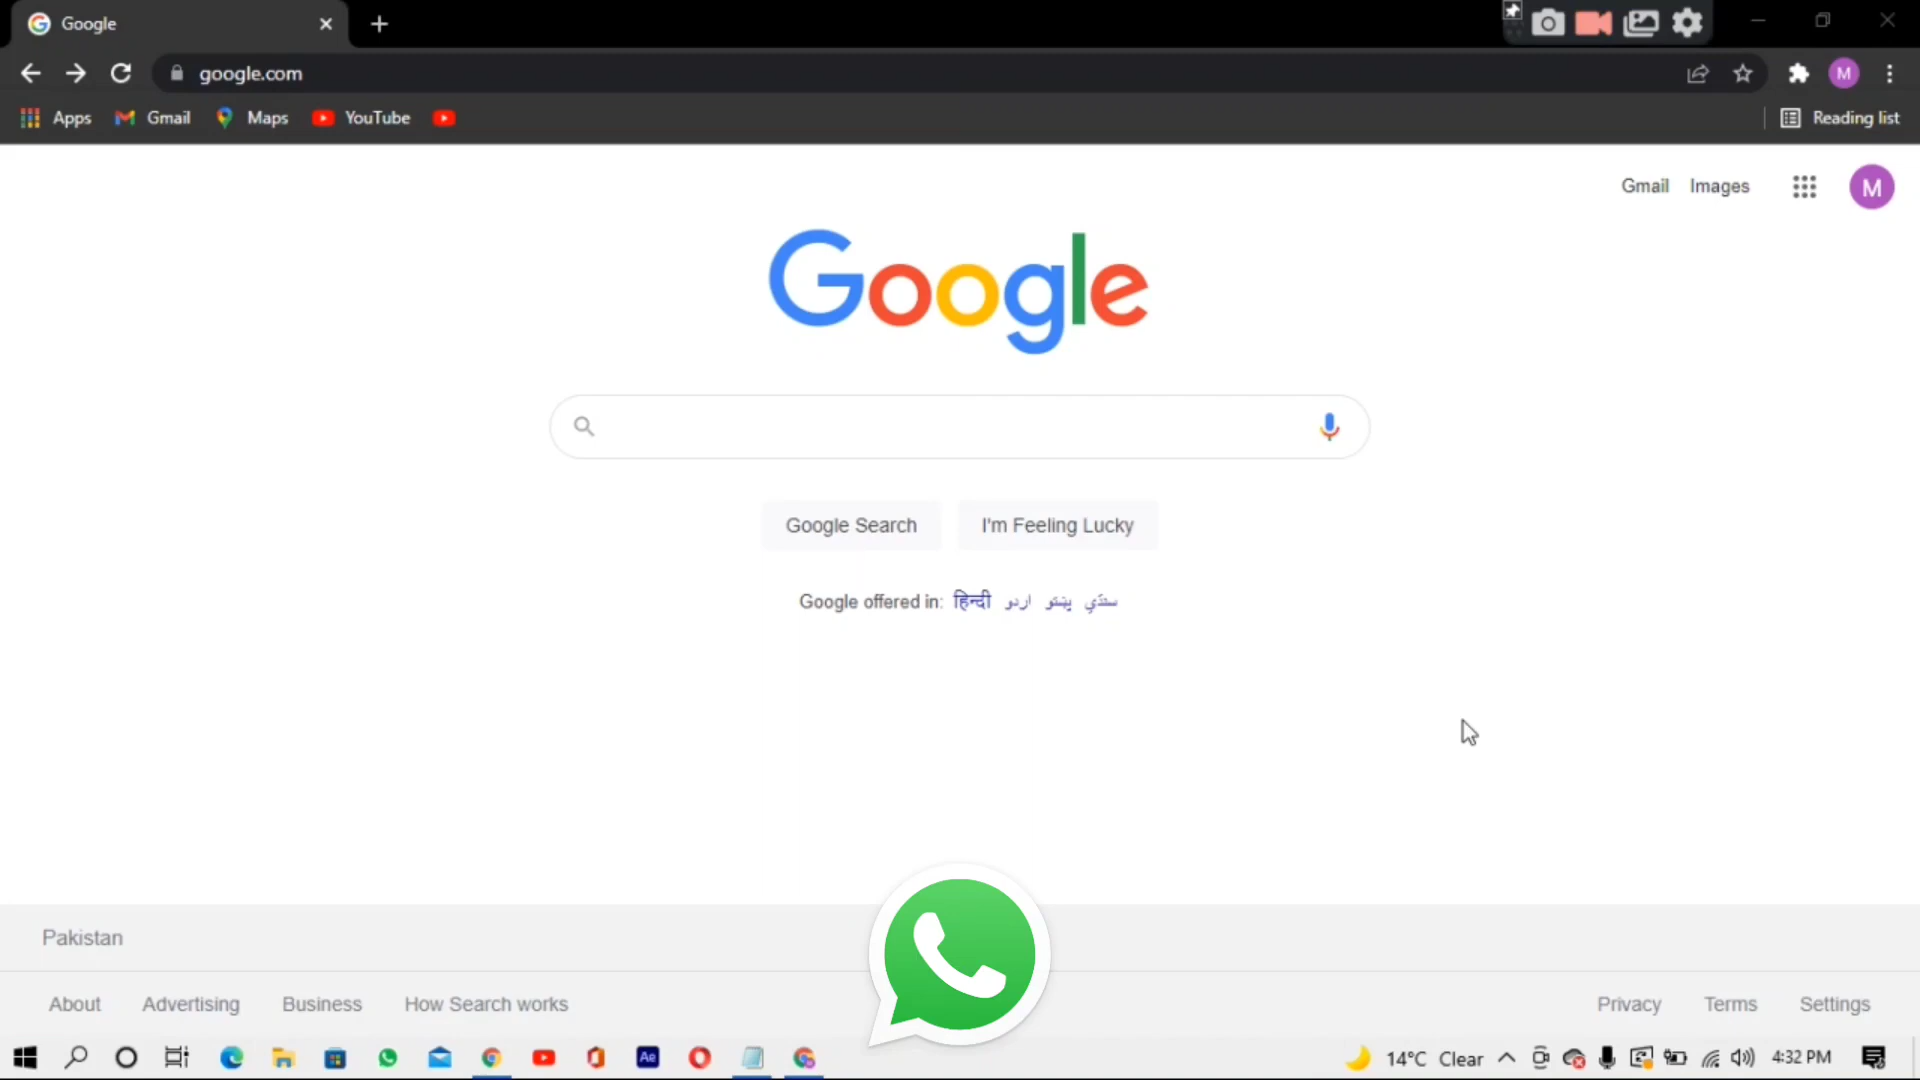 Google
google.com
M
Apps Gmail Maps YouTube Reading list
Gmail Images M
Google
Google Search I'm Feeling Lucky
Google offered in: हिन्दी اردو پښتو سنڌي
Pakistan
About Advertising Business How Search works Privacy Terms Settings
Ae 14°C Clear 4:32 PM